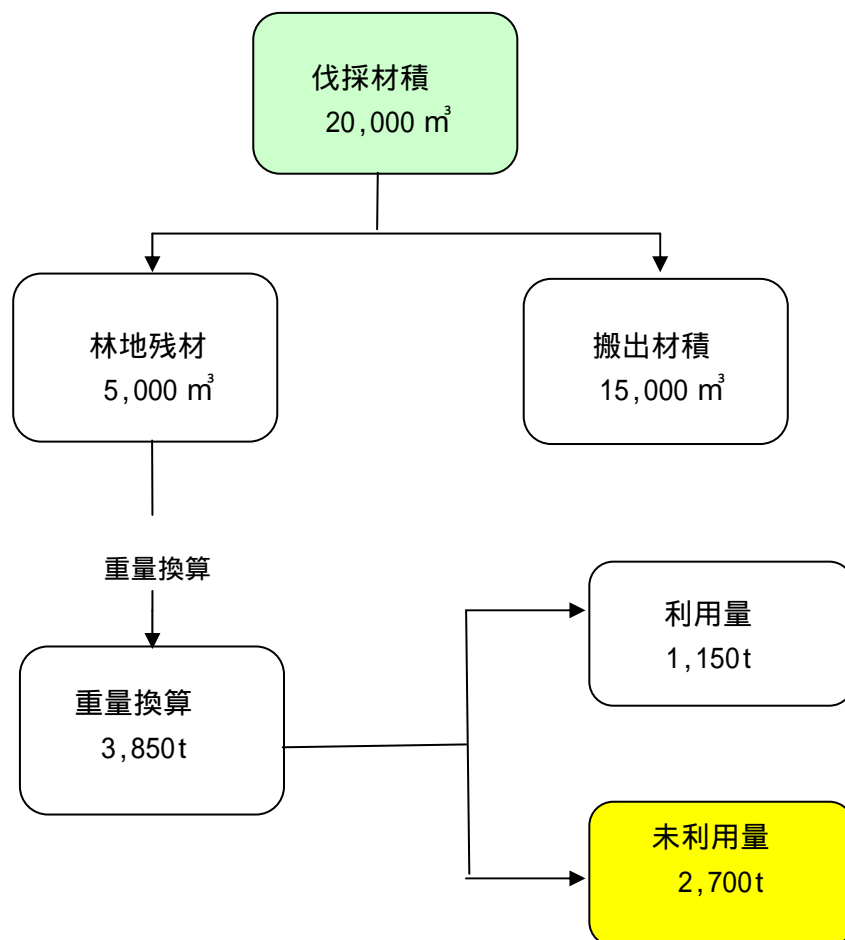 伐採材積
20,000 ㎥
林地残材
5,000 ㎥
搬出材積
15,000 ㎥
重量換算
利用量
1,150t
重量換算
3,850t
未利用量
2,700t